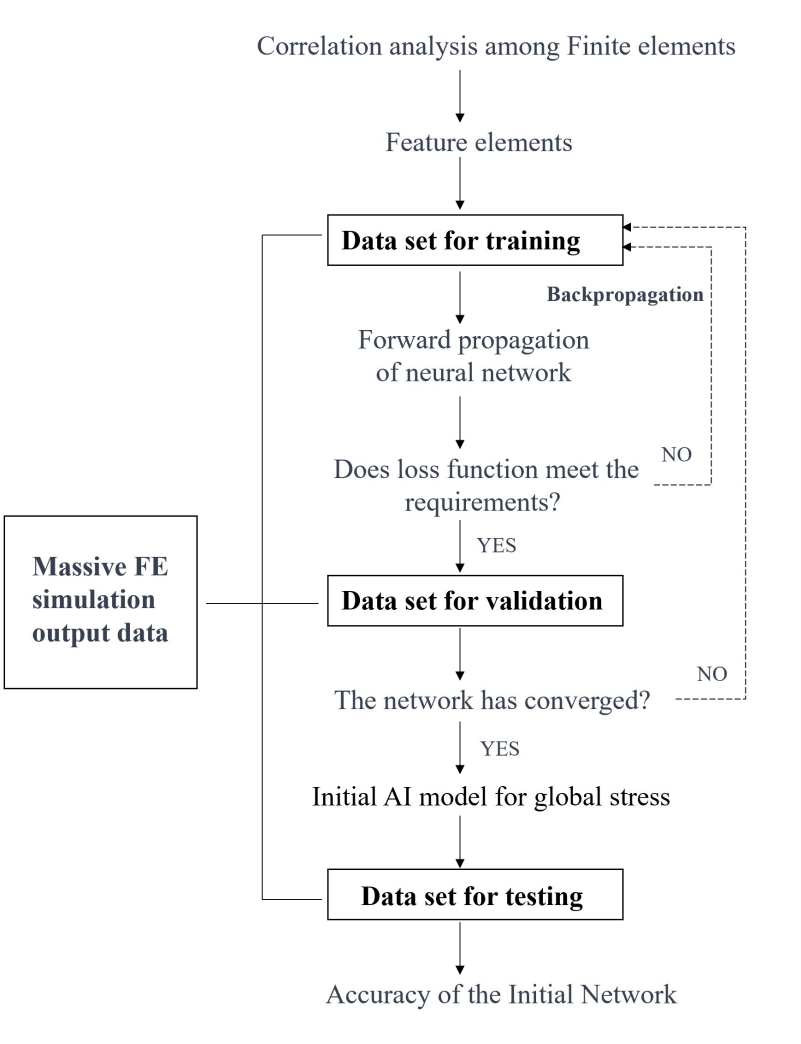 Correlation analysis among Finite elements
Feature elements
Data set for training
Backpropagation
Forward propagation
of neural network
NO
Does loss function meet the
requirements?
YES
Massive FE
simulation
output data
Data set for validation
NO
The network has converged?
YES
Initial AI model for global stress
Data set for testing
Accuracy of the Initial Network